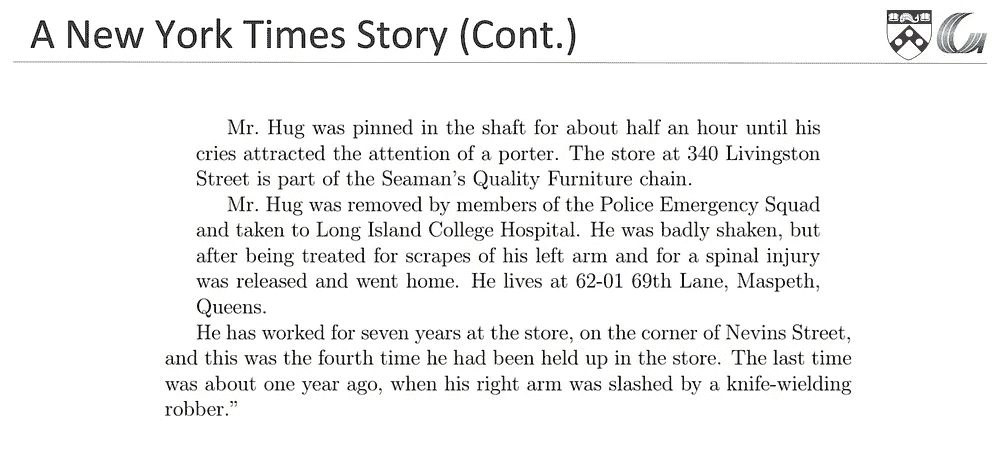 A New York Times Story (Cont.)
Mr. Hug was pinned in the shaft for about half an hour until his
cries attracted the attention of a porter. The store at 340 Livingston
Street is part of the Seaman's Quality Furniture chain.
Mr. Hug was removed by members of the Police Emergency Squad
and taken to Long Island College Hospital. He was badly shaken, but
after being treated for scrapes of his left arm and for a spinal injury
was released and went home. He lives at 62-01 69th Lane, Maspeth,
Queens.
He has worked for seven years at the store, on the corner of Nevins Street,
and this was the fourth time he had been held up in the store. The last time
was about one year ago, when his right arm was slashed by a knife-wielding
robber.”